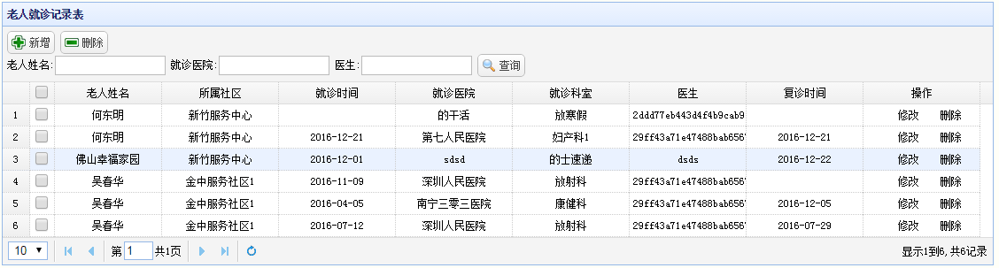 老人就诊记录表
新增 删除
老人姓名: 就诊医院: 医生: 查询
老人姓名 所属社区 就诊时间 就诊医院 就诊科室 医生 复诊时间 操作
1 何东明 新竹服务中心 的干活 放寒假 2ddd77eb443d4f4b9cab9 修改 删除
2 何东明 新竹服务中心 2016-12-21 第七人民医院 妇产科1 29ff43a71e47488bab6567 2016-12-21 修改 删除
3 佛山幸福家园 新竹服务中心 2016-12-01 sdsd 的士速递 dsds 2016-12-22 修改 删除
4 吴春华 金中服务社区1 2016-11-09 深圳人民医院 放射科 29ff43a71e47488bab6567 修改 删除
5 吴春华 金中服务社区1 2016-04-05 南宁三零三医院 康健科 29ff43a71e47488bab6567 2016-12-05 修改 删除
6 吴春华 金中服务社区1 2016-07-12 深圳人民医院 放射科 29ff43a71e47488bab6567 2016-07-29 修改 删除
10 第 1 共1页 显示1到6,共6记录